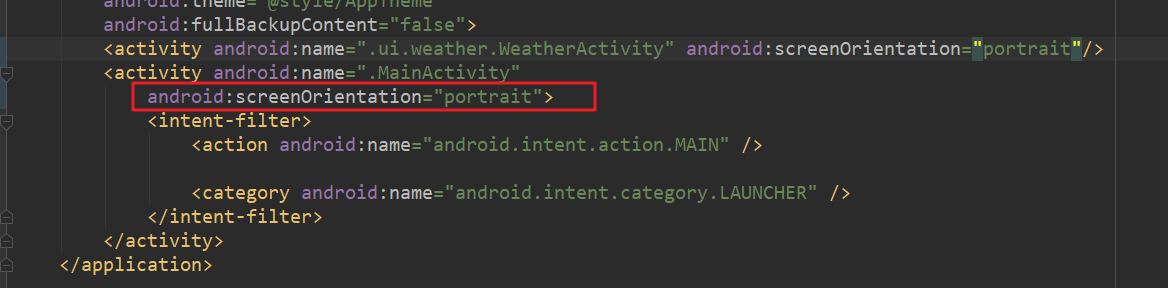 android:theme="@style/AppTheme"
android:fullBackupContent="false">
<activity android:name=".ui.weather.WeatherActivity" android:screenOrientation="portrait"/>
<activity android:name=".MainActivity"
android:screenOrientation="portrait">
<intent-filter>
<action android:name="android.intent.action.MAIN" />
<category android:name="android.intent.category.LAUNCHER" />
</intent-filter>
</activity>
</application>